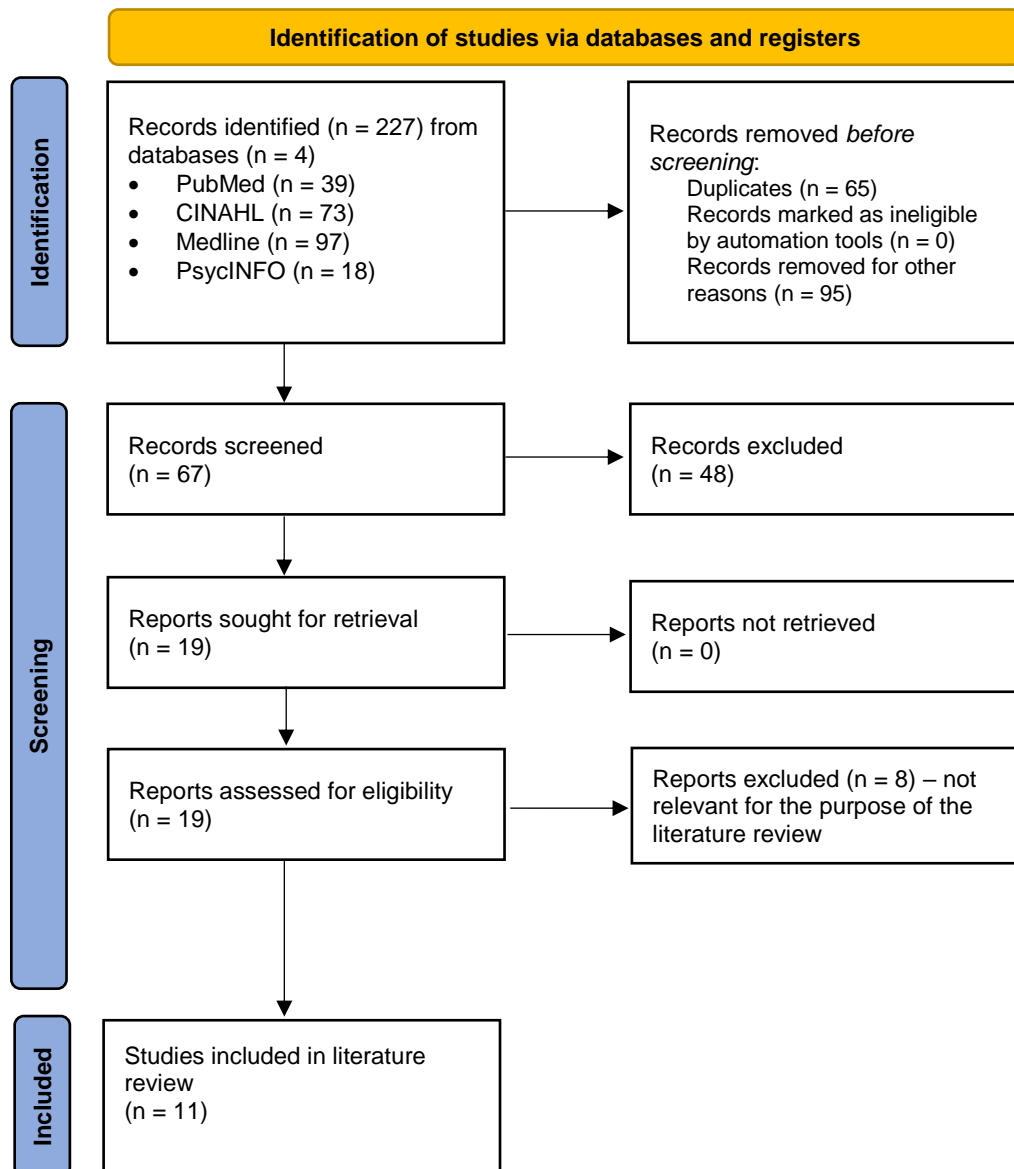 Identification of studies via databases and registers
Identification
Records identified (n = 227) from
databases (n = 4)
• PubMed (n = 39)
• CINAHL (n = 73)
• Medline (n = 97)
• PsycINFO (n = 18)
Records removed before
screening:
Duplicates (n = 65)
Records marked as ineligible
by automation tools (n = 0)
Records removed for other
reasons (n = 95)
Screening
Records screened
(n = 67)
Records excluded
(n = 48)
Reports sought for retrieval
(n = 19)
Reports not retrieved
(n = 0)
Reports assessed for eligibility
(n = 19)
Reports excluded (n = 8) – not
relevant for the purpose of the
literature review
Included
Studies included in literature
review
(n = 11)